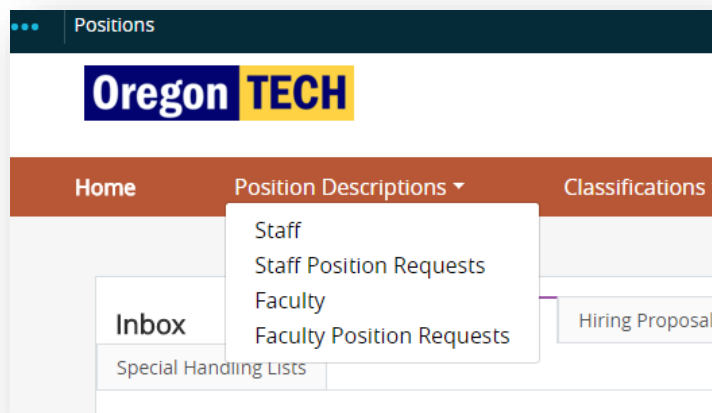 Positions
Oregon TECH
Home Position Descriptions Classifications
Staff
Staff Position Requests
Faculty
Faculty Position Requests
Inbox Hiring Proposal
Special Handling Lists